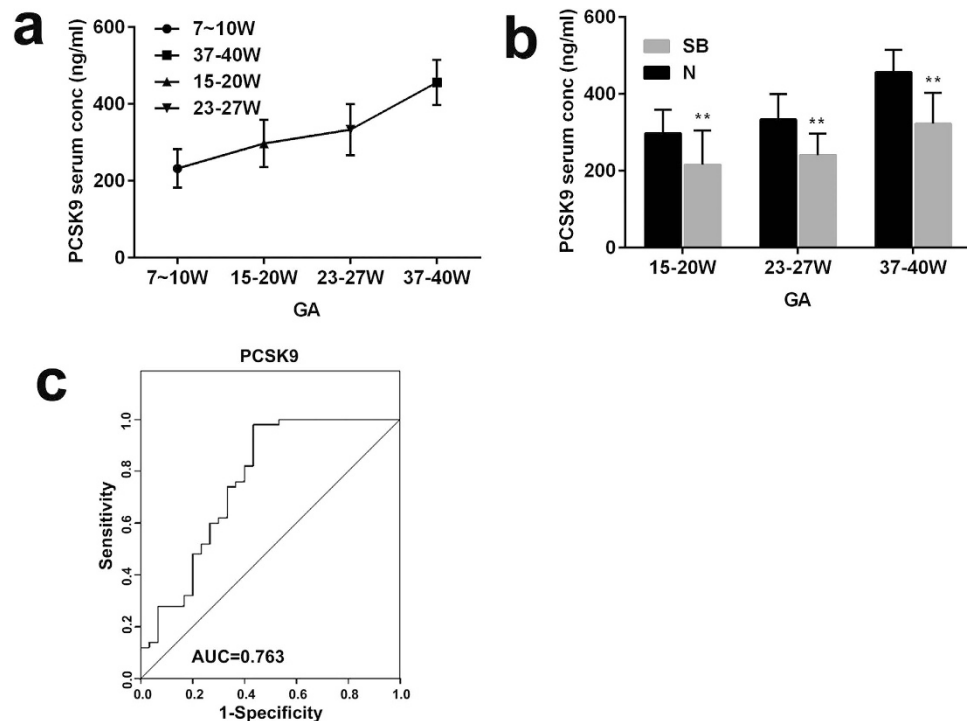 a
PCSK9 serum conc (ng/ml)
600
400
200
0
7~10W
37-40W
15-20W
23-27W
7~10W 15-20W 23-27W 37-40W
GA
b
PCSK9 serum conc (ng/ml)
600
400
200
0
SB
N
**
**
**
15-20W 23-27W 37-40W
GA
c
PCSK9
Sensitivity
1.0
0.8
0.6
0.4
0.2
0.0
AUC=0.763
0.0 0.2 0.4 0.6 0.8 1.0
1-Specificity